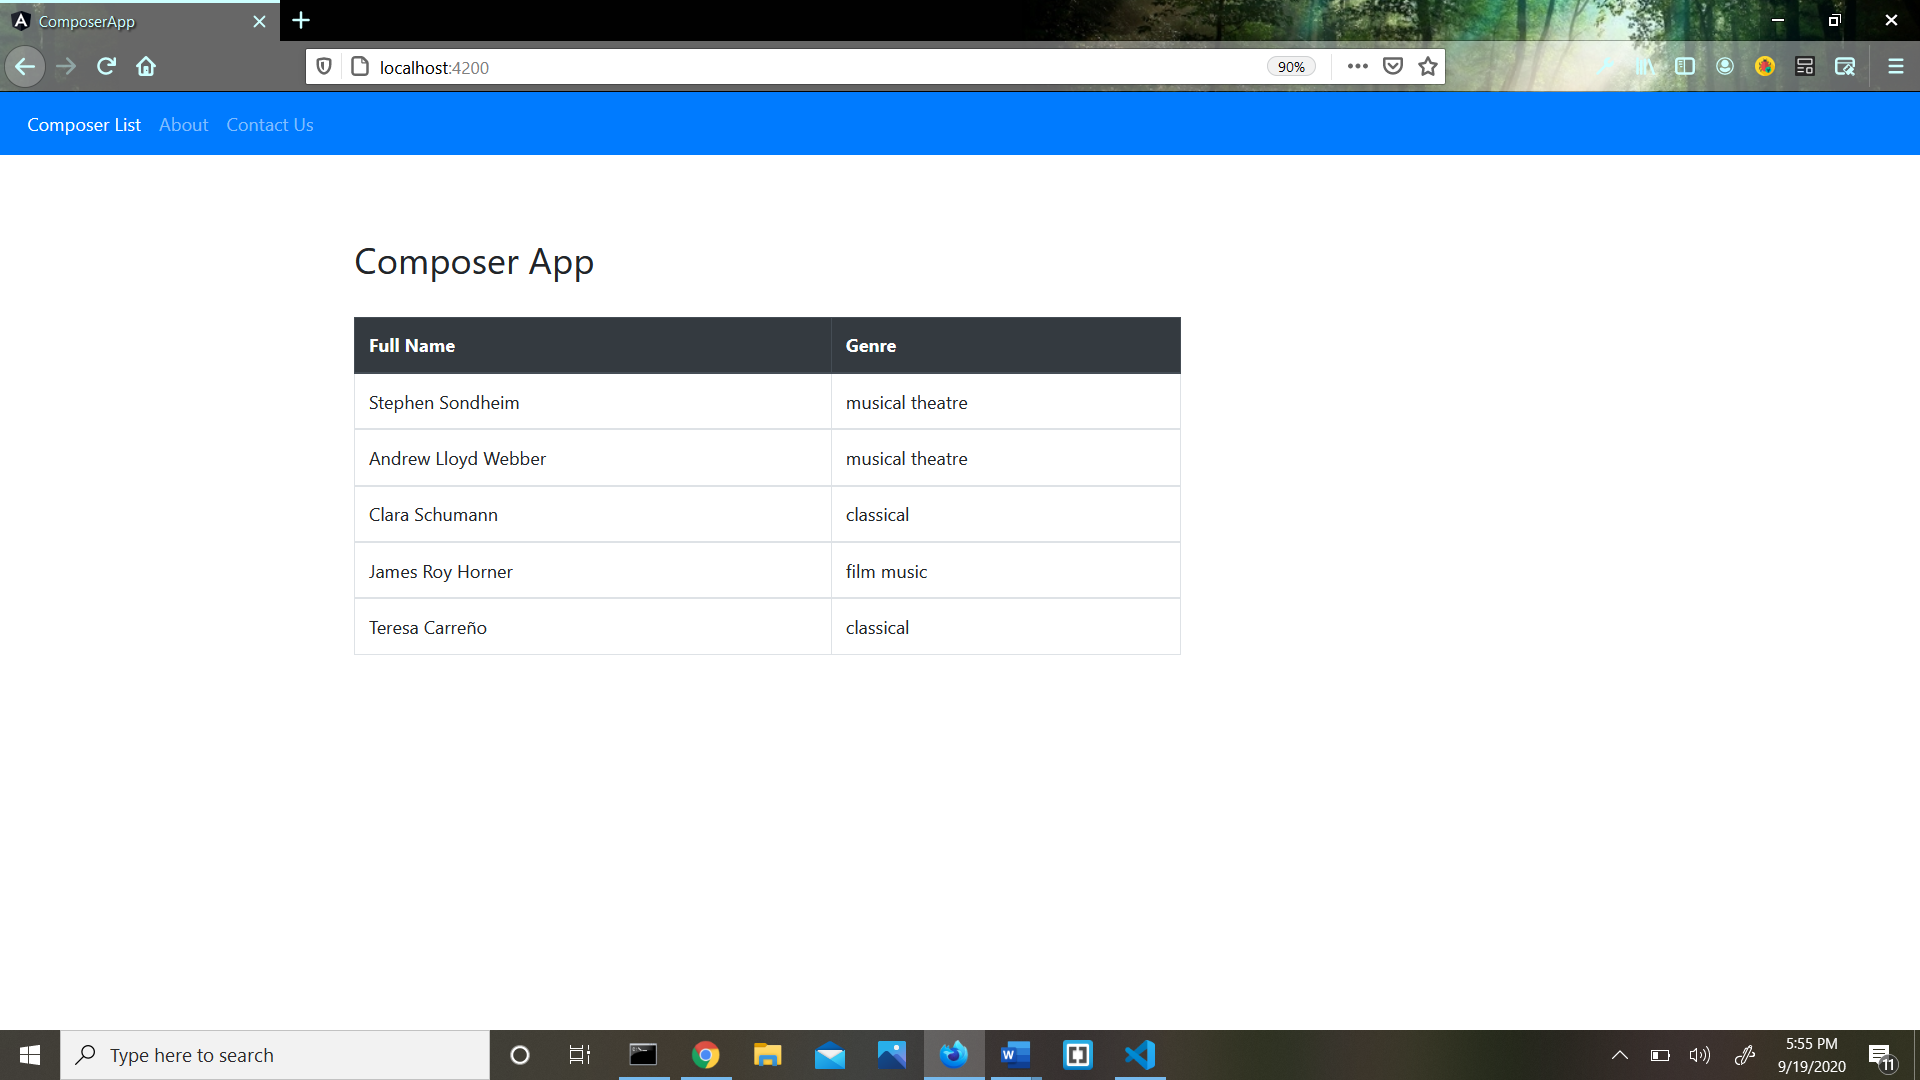 ComposerApp
localhost:4200
90%
Composer List About Contact Us
Composer App
Full Name Genre
Stephen Sondheim musical theatre
Andrew Lloyd Webber musical theatre
Clara Schumann classical
James Roy Horner film music
Teresa Carreño classical
Type here to search
5:55 PM
9/19/2020
11